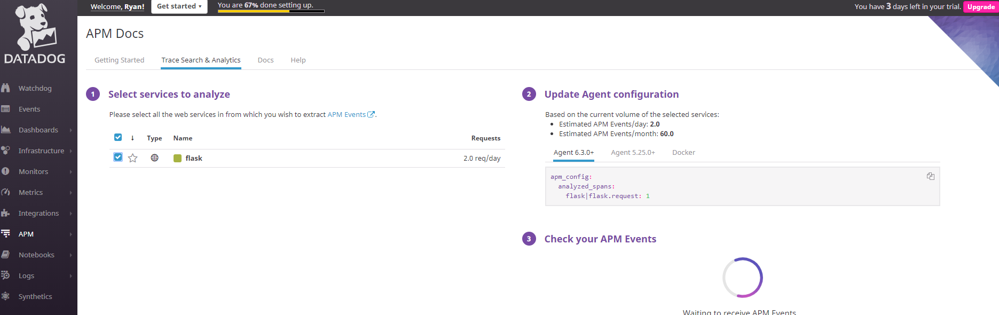 Welcome, Ryan!
Get started
You are 67% done setting up.
You have 3 days left in your trial.
Upgrade
DATADOG
Watchdog
Events
Dashboards
Infrastructure
Monitors
Metrics
Integrations
APM
Notebooks
Logs
Synthetics
APM Docs
Getting Started
Trace Search & Analytics
Docs
Help
1
Select services to analyze
Please select all the web services in from which you wish to extract APM Events.
Type Name Requests
flask 2.0 req/day
2
Update Agent configuration
Based on the current volume of the selected services:
Estimated APM Events/day: 2.0
Estimated APM Events/month: 60.0
Agent 6.3.0+
Agent 5.25.0+
Docker
apm_config:
analyzed_spans:
flask|flask.request: 1
3
Check your APM Events
Waiting to receive APM Events